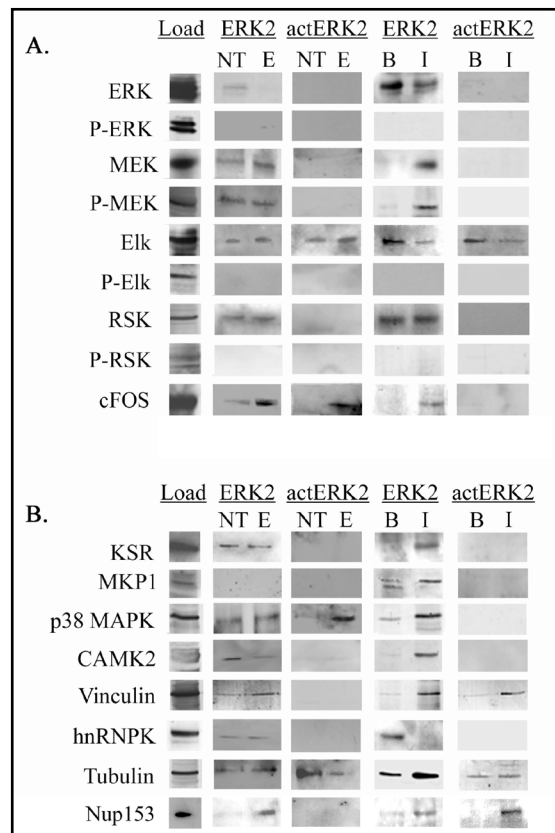 A.
Load ERK2 actERK2 ERK2 actERK2
NT E NT E B I B I
ERK
P-ERK
MEK
P-MEK
Elk
P-Elk
RSK
P-RSK
cFOS
B.
Load ERK2 actERK2 ERK2 actERK2
NT E NT E B I B I
KSR
MKP1
p38 MAPK
CAMK2
Vinculin
hnRNPK
Tubulin
Nup153